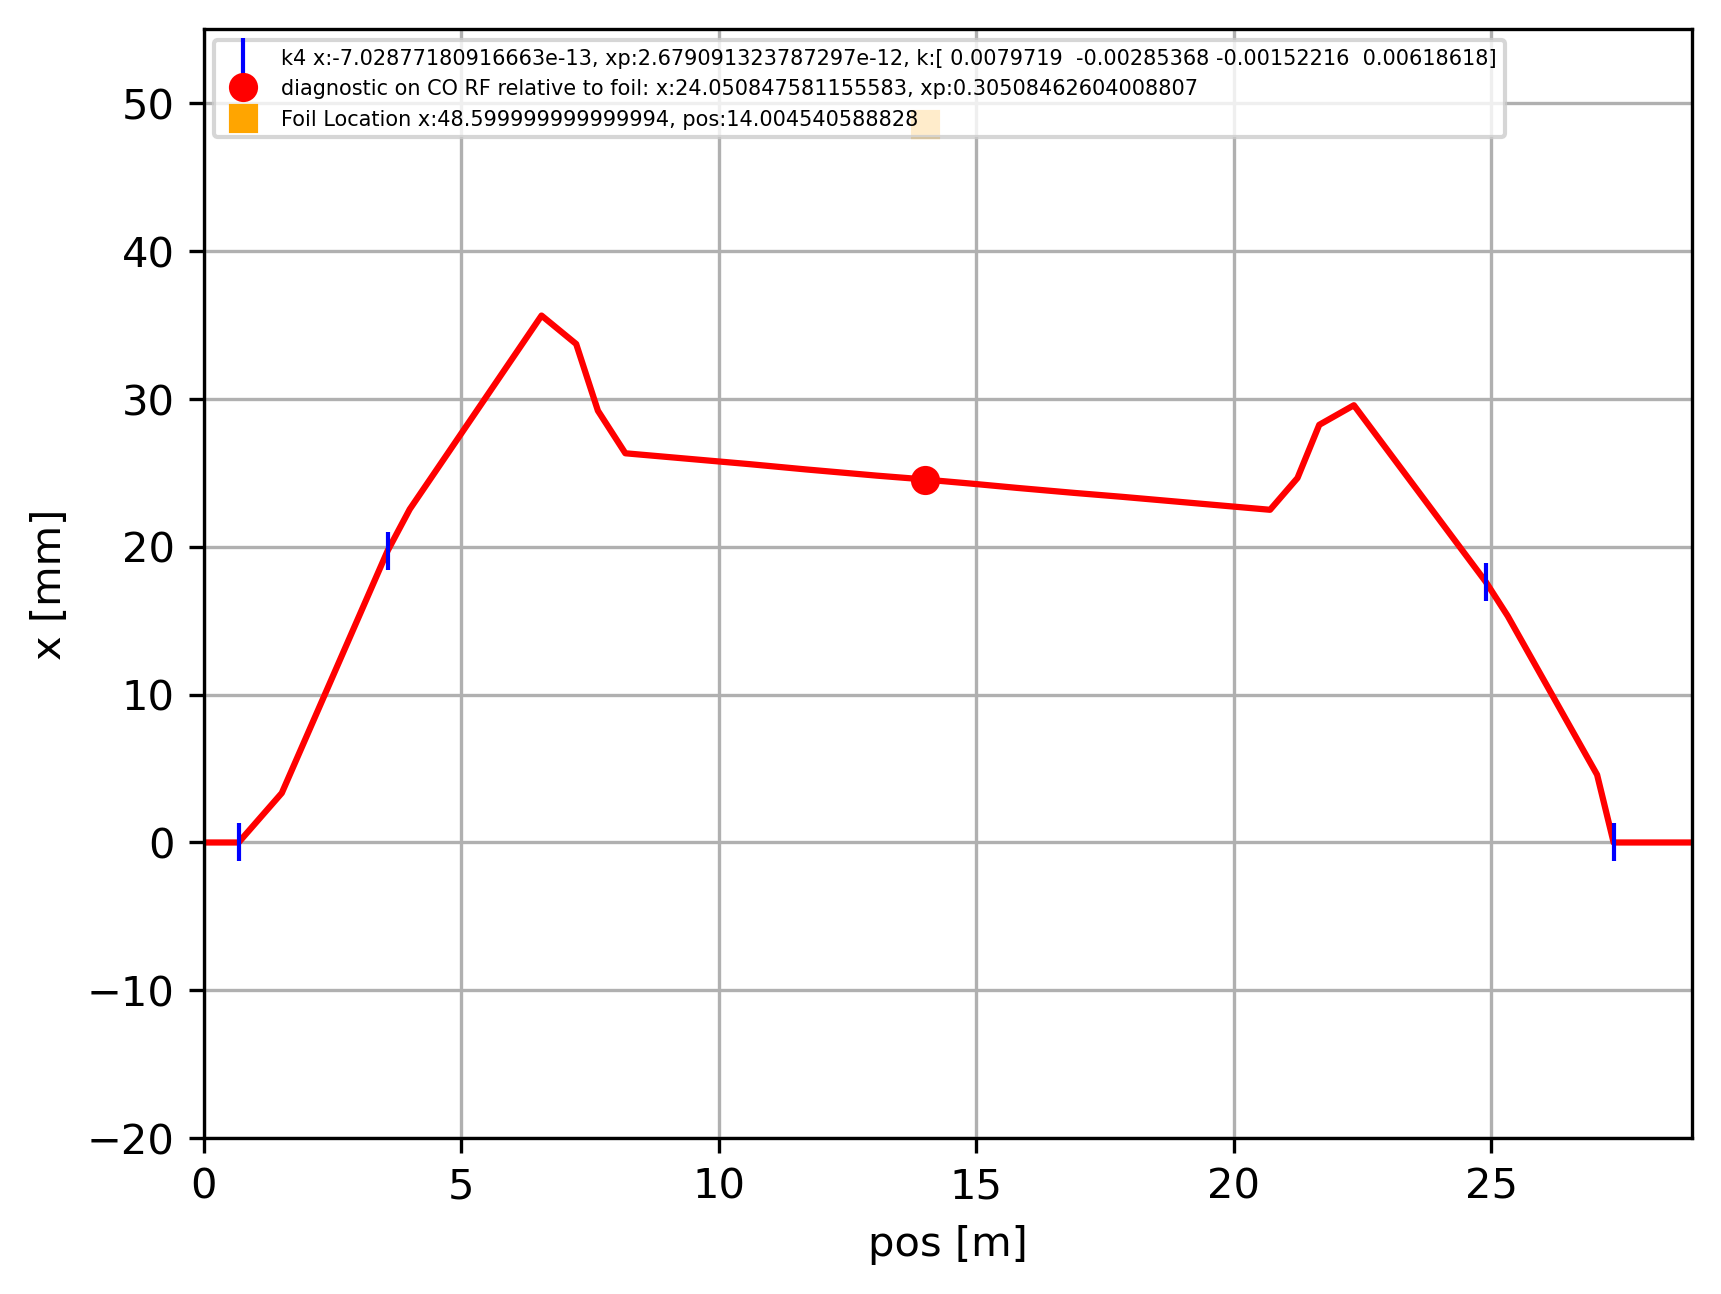 k4 x:-7.02877180916663e-13, xp:2.679091323787297e-12, k:[ 0.0079719  -0.00285368 -0.00152216  0.00618618]
diagnostic on CO RF relative to foil: x:24.050847581155583, xp:0.30508462604008807
Foil Location x:48.599999999999994, pos:14.004540588828
50
40
30
20
10
0
−10
−20
x [mm]
0 5 10 15 20 25
pos [m]